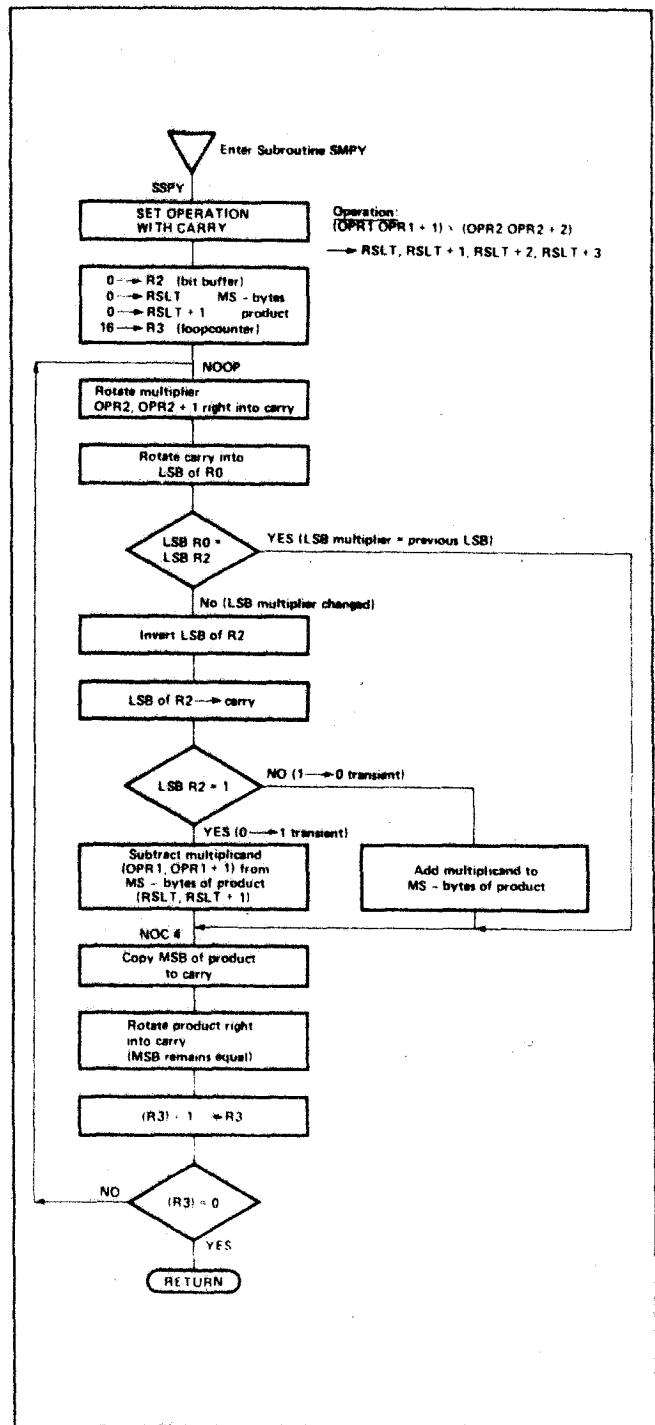 Enter Subroutine SMPY
SSPY
SET OPERATION
WITH CARRY
Operation:
(OPR1 OPR1 + 1) × (OPR2 OPR2 + 2)
→ RSLT, RSLT + 1, RSLT + 2, RSLT + 3
0 → R2 (bit buffer)
0 → RSLT MS - bytes
0 → RSLT + 1 product
16 → R3 (loopcounter)
NOOP
Rotate multiplier
OPR2, OPR2 + 1 right into carry
Rotate carry into
LSB of R0
LSB R0 =
LSB R2
YES (LSB multiplier = previous LSB)
No (LSB multiplier changed)
Invert LSB of R2
LSB of R2 → carry
LSB R2 = 1
NO (1 → 0 transient)
YES (0 → 1 transient)
Subtract multiplicand
(OPR1, OPR1 + 1) from
MS - bytes of product
(RSLT, RSLT + 1)
Add multiplicand to
MS - bytes of product
NOC 4
Copy MSB of product
to carry
Rotate product right
into carry
(MSB remains equal)
(R3) - 1 → R3
NO
(R3) = 0
YES
RETURN